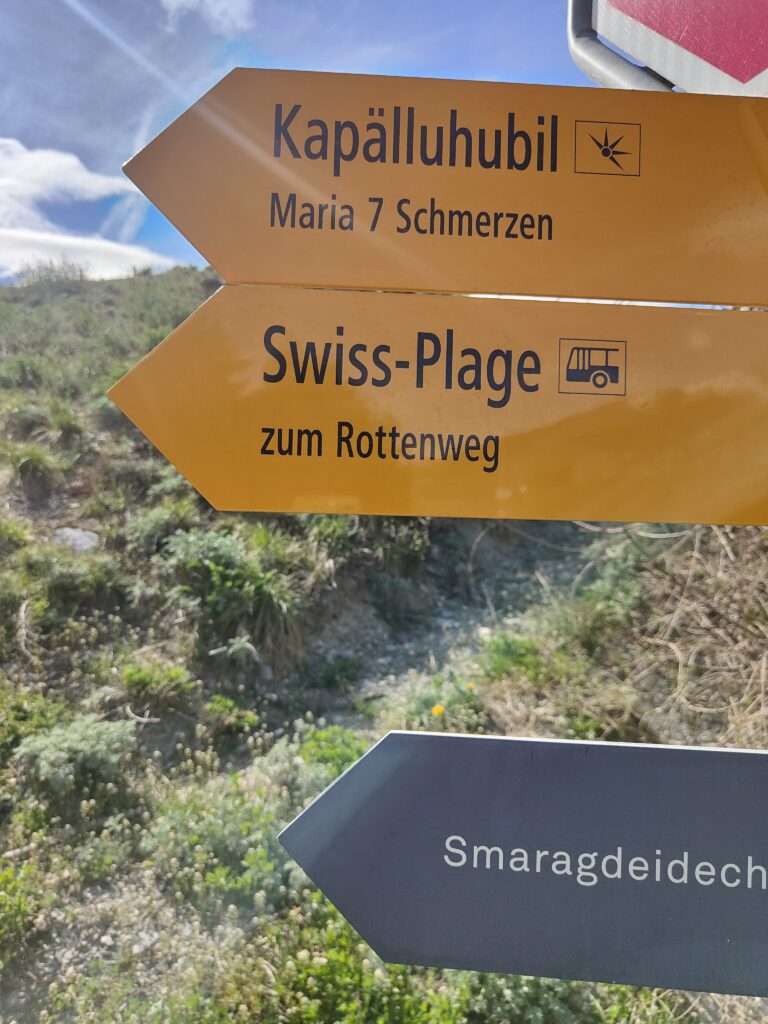 Kapälluhubil
Maria 7 Schmerzen
Swiss-Plage
zum Rottenweg
Smaragdeidech